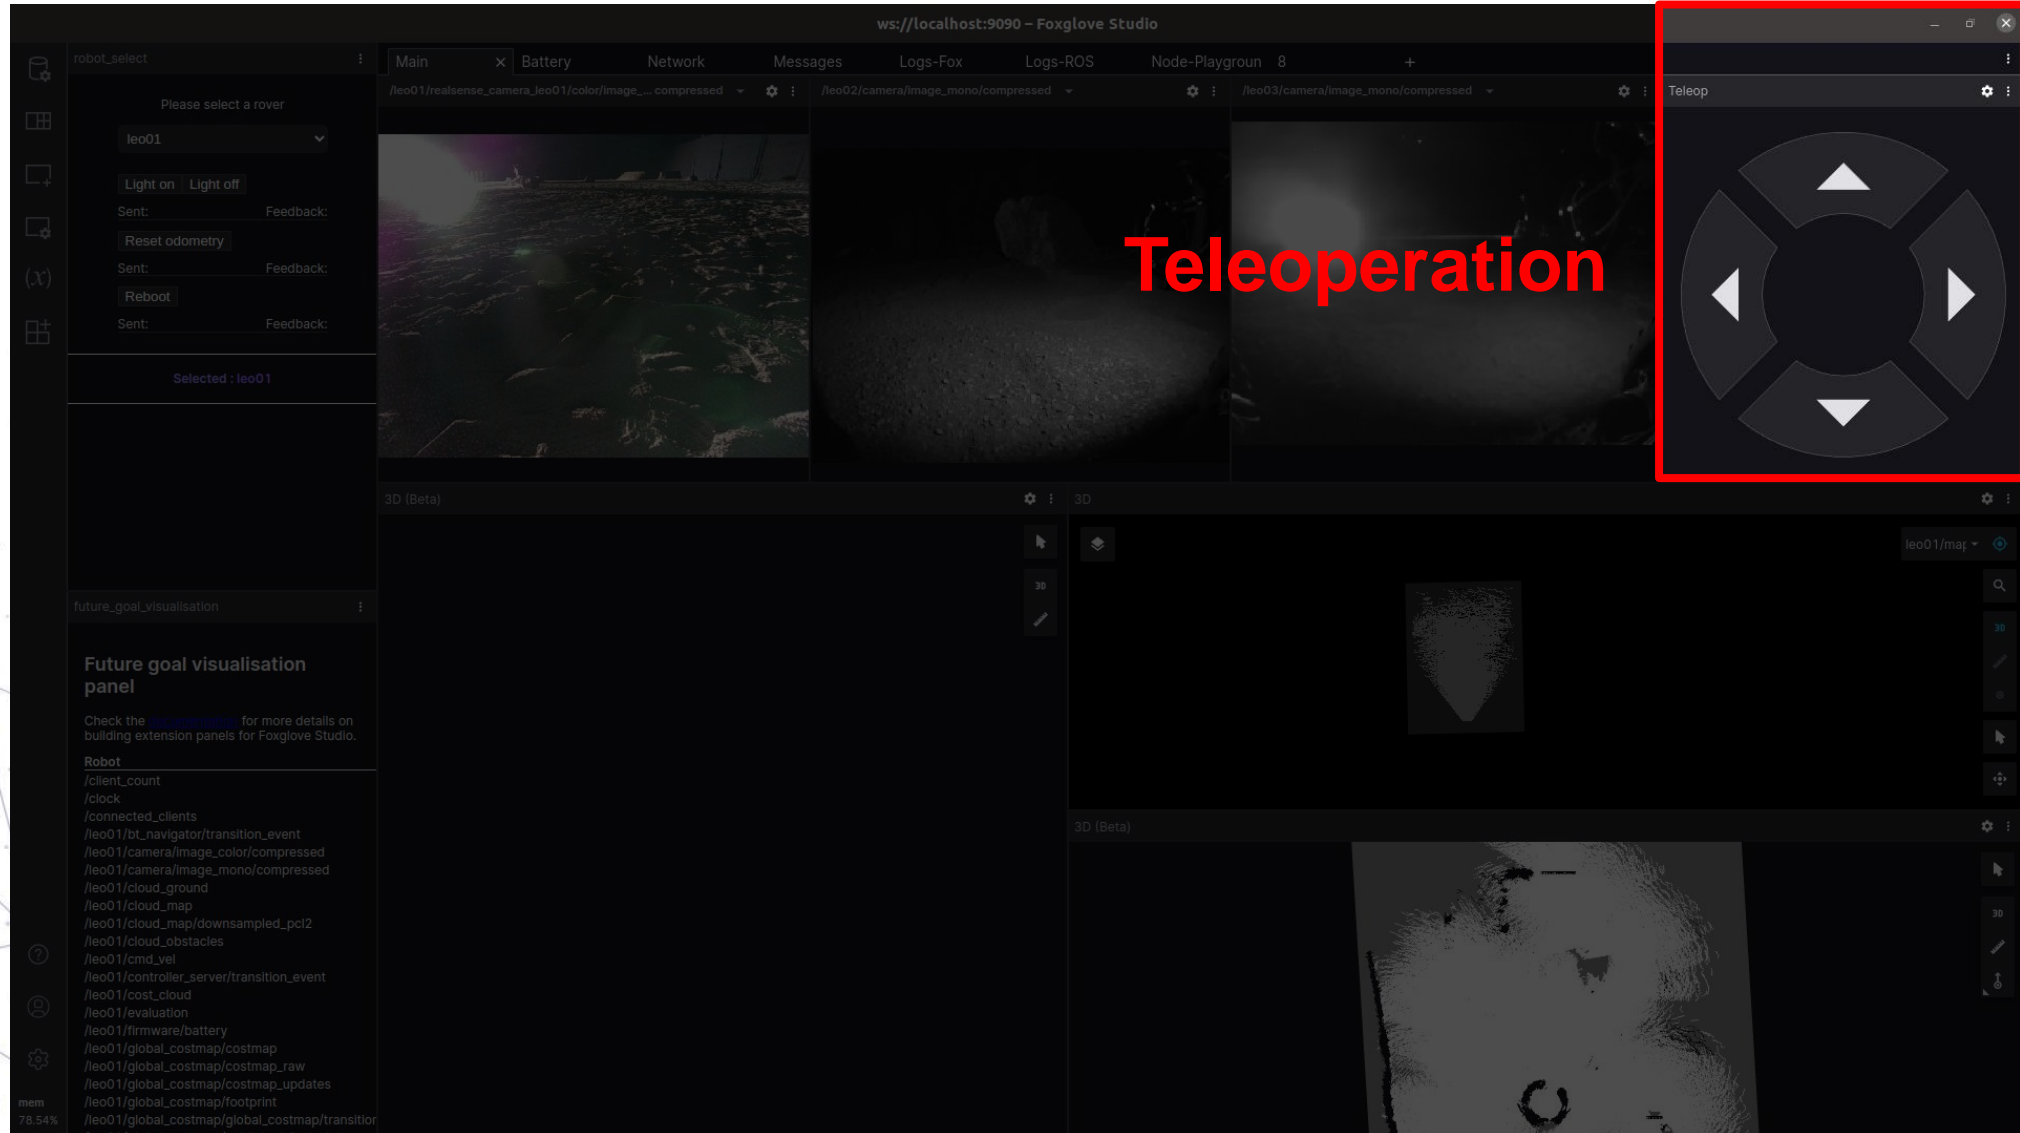 ws://localhost:9090 – Foxglove Studio
robot_select
Please select a rover
leo01
Light on Light off
Sent: Feedback:
Reset odometry
Sent: Feedback:
Reboot
Sent: Feedback:
Selected : leo01
future_goal_visualisation
Future goal visualisation
panel
Check the documentation for more details on
building extension panels for Foxglove Studio.
Robot
/client_count
/clock
/connected_clients
/leo01/bt_navigator/transition_event
/leo01/camera/image_color/compressed
/leo01/camera/image_mono/compressed
/leo01/cloud_ground
/leo01/cloud_map
/leo01/cloud_map/downsampled_pcl2
/leo01/cloud_obstacles
/leo01/cmd_vel
/leo01/controller_server/transition_event
/leo01/cost_cloud
/leo01/evaluation
/leo01/firmware/battery
/leo01/global_costmap/costmap
/leo01/global_costmap/costmap_raw
/leo01/global_costmap/costmap_updates
/leo01/global_costmap/footprint
/leo01/global_costmap/global_costmap/transition
(x)
mem
78.54%
Main Battery Network Messages Logs-Fox Logs-ROS Node-Playgroun 8 +
/leo01/realsense_camera_leo01/color/image_... compressed
/leo02/camera/image_mono/compressed
/leo03/camera/image_mono/compressed
Teleop
Teleoperation
3D (Beta)
3D
3D
leo01/map
3D
3D (Beta)
3D